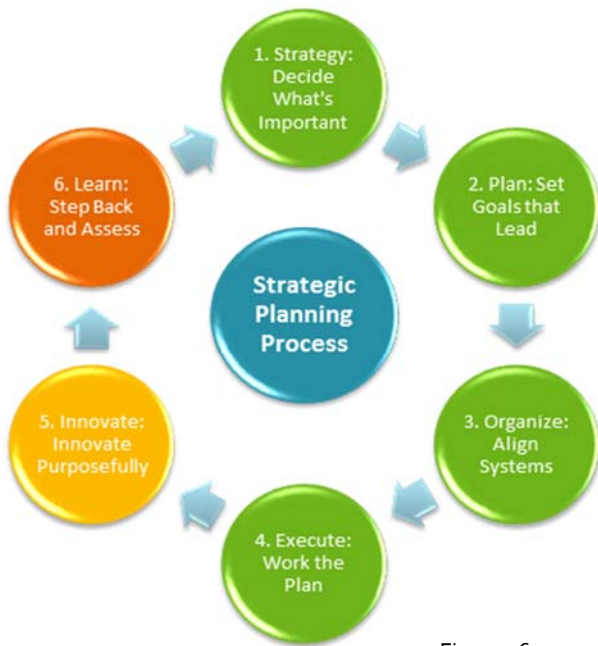 1. Strategy:
Decide
What's
Important
2. Plan: Set
Goals that
Lead
3. Organize:
Align
Systems
4. Execute:
Work the
Plan
5. Innovate:
Innovate
Purposefully
6. Learn:
Step Back
and Assess
Strategic
Planning
Process